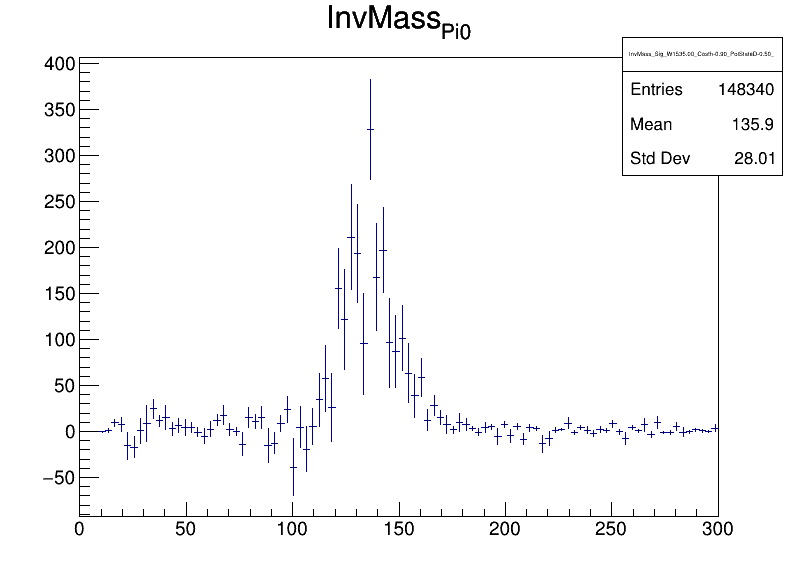 InvMass_Pi0
InvMass_Sig_W1535.00_Costh-0.90_PolStateD-0.50_
Entries 148340
Mean 135.9
Std Dev 28.01
400
350
300
250
200
150
100
50
0
−50
0 50 100 150 200 250 300